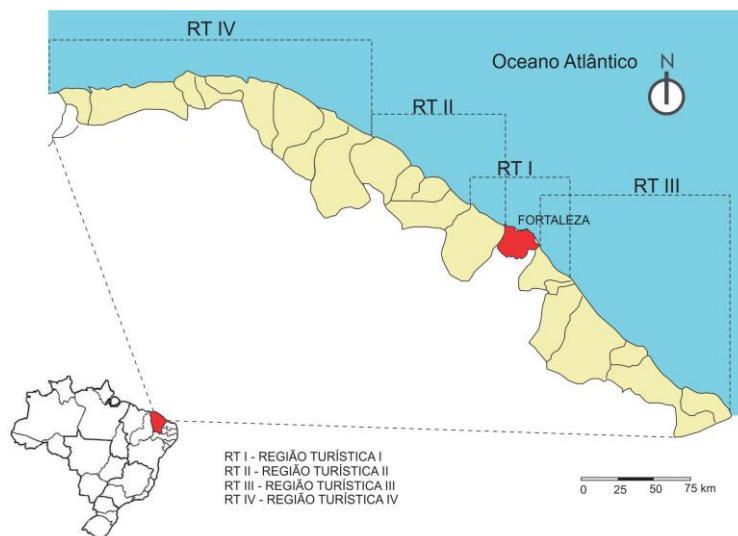 RT IV
Oceano Atlântico
N
RT II
RT I
RT III
FORTALEZA
RT I - REGIÃO TURÍSTICA I
RT II - REGIÃO TURÍSTICA II
RT III - REGIÃO TURÍSTICA III
RT IV - REGIÃO TURÍSTICA IV
0 25 50 75 km